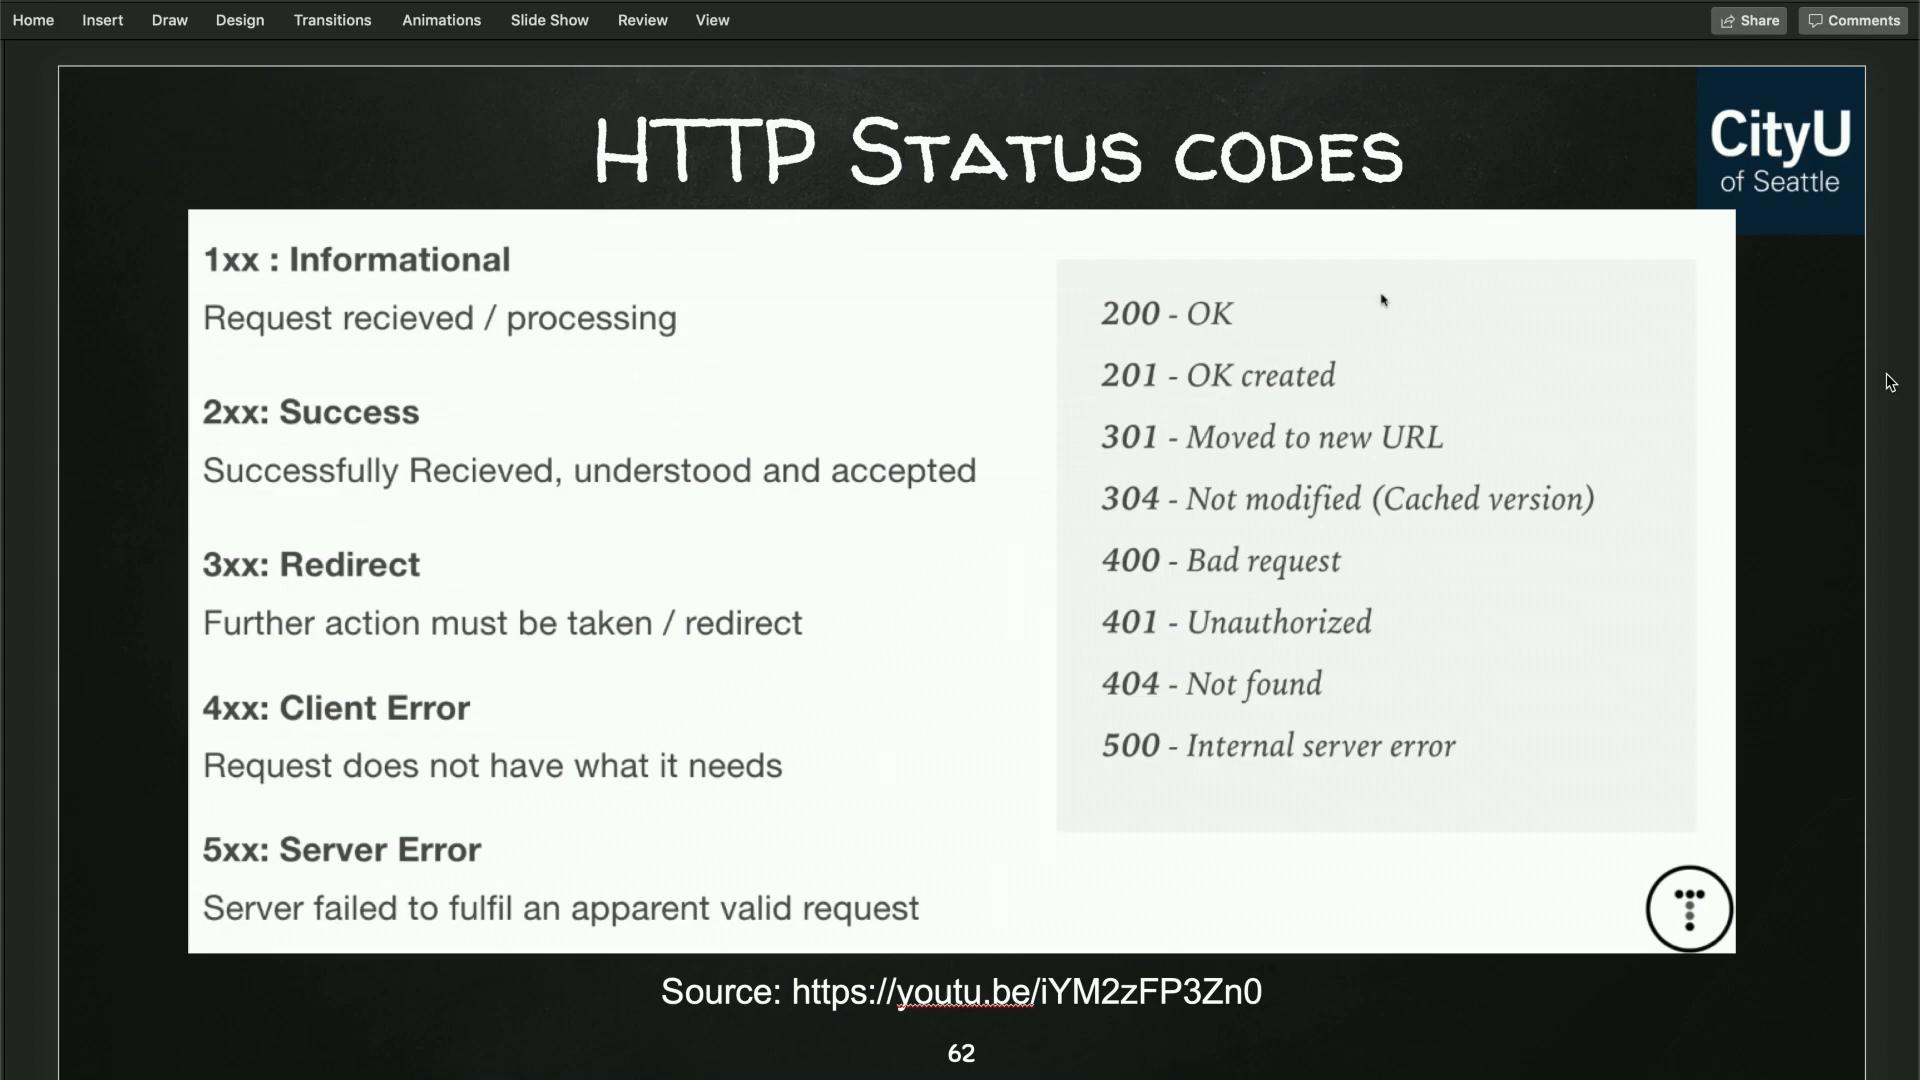 Home Insert Draw Design Transitions Animations Slide Show Review View Share Comments
HTTP Status codes
CityU
of Seattle
1xx : Informational
Request recieved / processing
2xx: Success
Successfully Recieved, understood and accepted
3xx: Redirect
Further action must be taken / redirect
4xx: Client Error
Request does not have what it needs
5xx: Server Error
Server failed to fulfil an apparent valid request
200 - OK
201 - OK created
301 - Moved to new URL
304 - Not modified (Cached version)
400 - Bad request
401 - Unauthorized
404 - Not found
500 - Internal server error
T
Source: https://youtu.be/iYM2zFP3Zn0
62